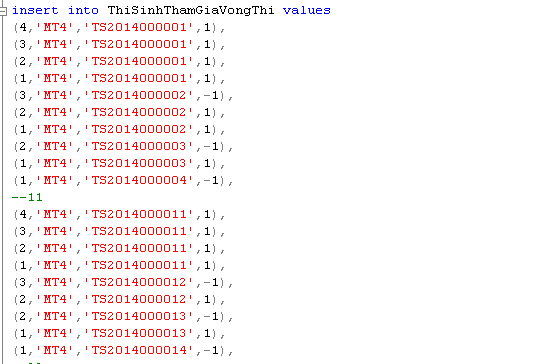 insert into ThiSinhThamGiaVongThi values
(4,'MT4','TS2014000001',1),
(3,'MT4','TS2014000001',1),
(2,'MT4','TS2014000001',1),
(1,'MT4','TS2014000001',1),
(3,'MT4','TS2014000002',-1),
(2,'MT4','TS2014000002',1),
(1,'MT4','TS2014000002',1),
(2,'MT4','TS2014000003',-1),
(1,'MT4','TS2014000003',1),
(1,'MT4','TS2014000004',-1),
--11
(4,'MT4','TS2014000011',1),
(3,'MT4','TS2014000011',1),
(2,'MT4','TS2014000011',1),
(1,'MT4','TS2014000011',1),
(3,'MT4','TS2014000012',-1),
(2,'MT4','TS2014000012',1),
(2,'MT4','TS2014000013',-1),
(1,'MT4','TS2014000013',1),
(1,'MT4','TS2014000014',-1),